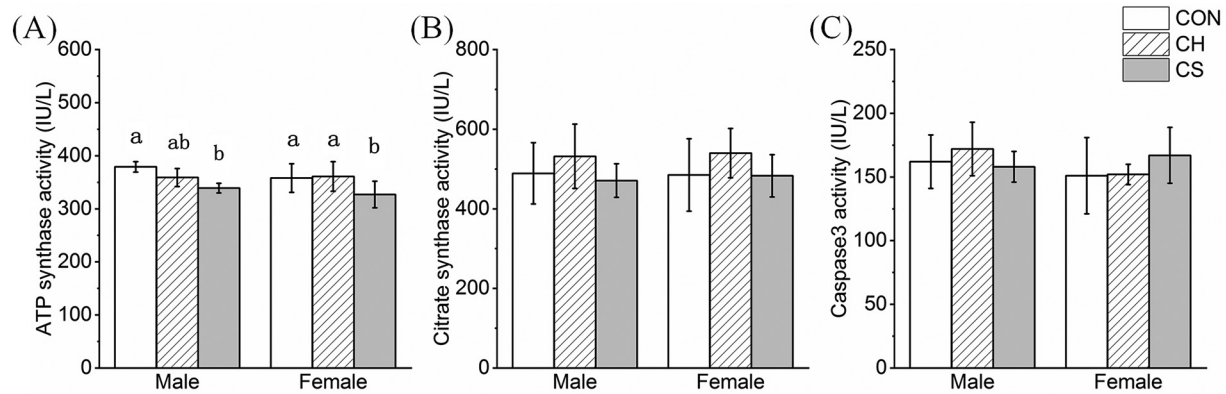 (A)
ATP synthase activity (IU/L)
600
500
400
300
200
100
0
a
ab
b
a
a
b
Male
Female
(B)
Citrate synthase activity (IU/L)
800
600
400
200
0
Male
Female
(C)
Caspase3 activity (IU/L)
250
200
150
100
50
0
Male
Female
CON
CH
CS